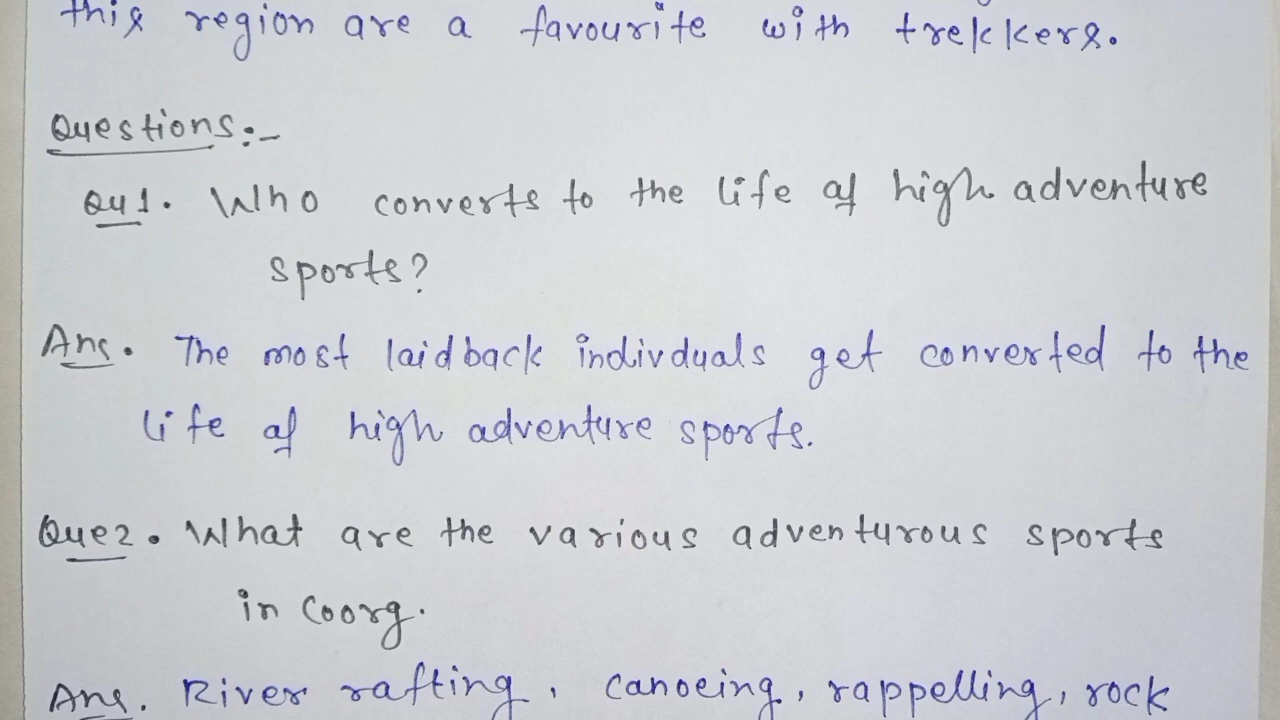 this region are a favourite with trekkers.
Questions:-
Qu1. Who converts to the life of high adventure
sports?
Ans. The most laid back indivduals get converted to the
life of high adventure sports.
Que2. What are the various adventurous sports
in Coorg.
Ans. River rafting, canoeing, rappelling, rock